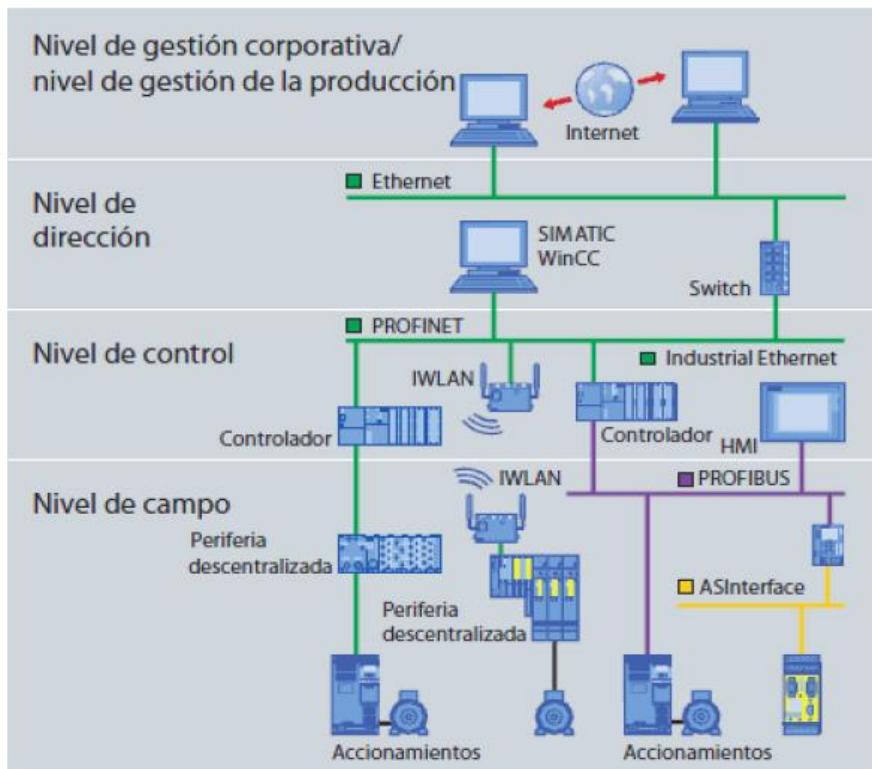 Nivel de gestión corporativa/
nivel de gestión de la producción
Internet
Ethernet
Nivel de
dirección
SIMATIC
WinCC
Switch
PROFINET
Nivel de control
Industrial Ethernet
IWLAN
Controlador
Controlador
HMI
IWLAN
PROFIBUS
Nivel de campo
Periferia
descentralizada
ASInterface
Periferia
descentralizada
Accionamientos
Accionamientos